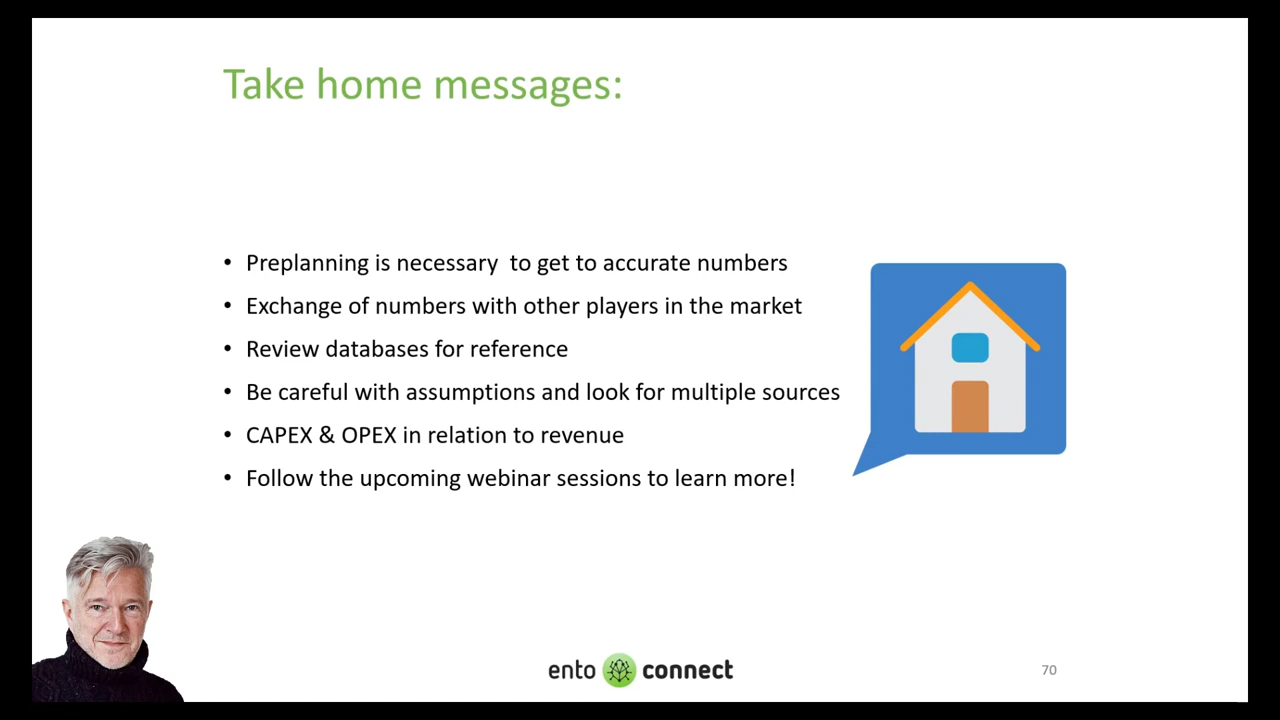 Take home messages:
• Preplanning is necessary  to get to accurate numbers
• Exchange of numbers with other players in the market
• Review databases for reference
• Be careful with assumptions and look for multiple sources
• CAPEX & OPEX in relation to revenue
• Follow the upcoming webinar sessions to learn more!
ento connect
70